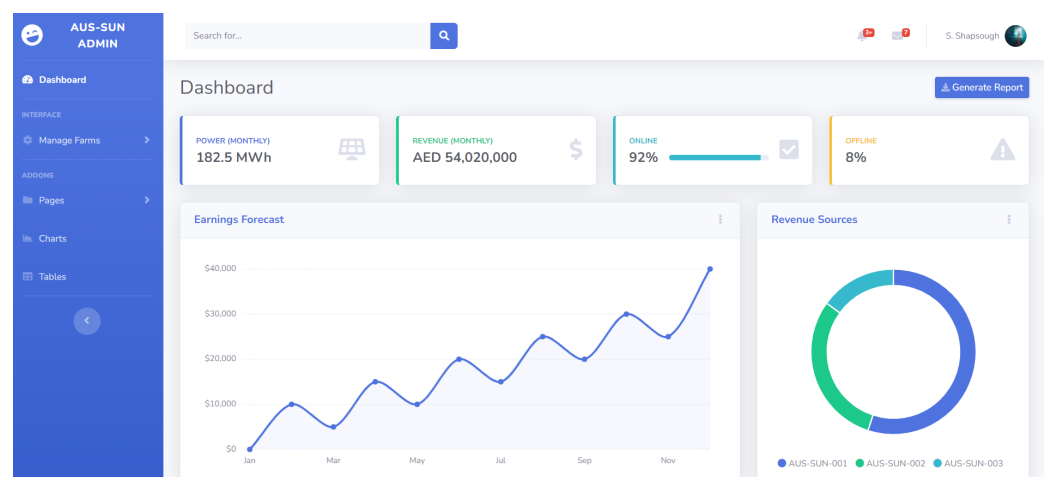 AUS-SUN
ADMIN
Search for...
3+
7
S. Shapsough
Dashboard
INTERFACE
Manage Farms
ADDONS
Pages
Charts
Tables
Dashboard
Generate Report
POWER (MONTHLY)
182.5 MWh
REVENUE (MONTHLY)
AED 54,020,000
ONLINE
92%
OFFLINE
8%
Earnings Forecast
$40,000
$30,000
$20,000
$10,000
$0
Jan Mar May Jul Sep Nov
Revenue Sources
AUS-SUN-001 AUS-SUN-002 AUS-SUN-003